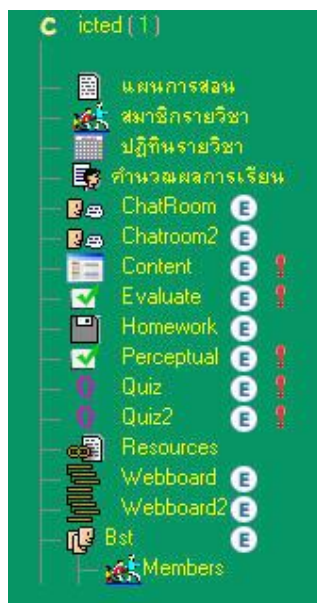 C icted (1)
แผนการสอน
สมาชิกรายวิชา
ปฏิทินรายวิชา
คำนวณผลการเรียน
ChatRoom E
Chatroom2 E
Content E
Evaluate E
Homework E
Perceptual E
Q Quiz E
Q Quiz2 E
Resources
Webboard E
Webboard2 E
Bst E
Members